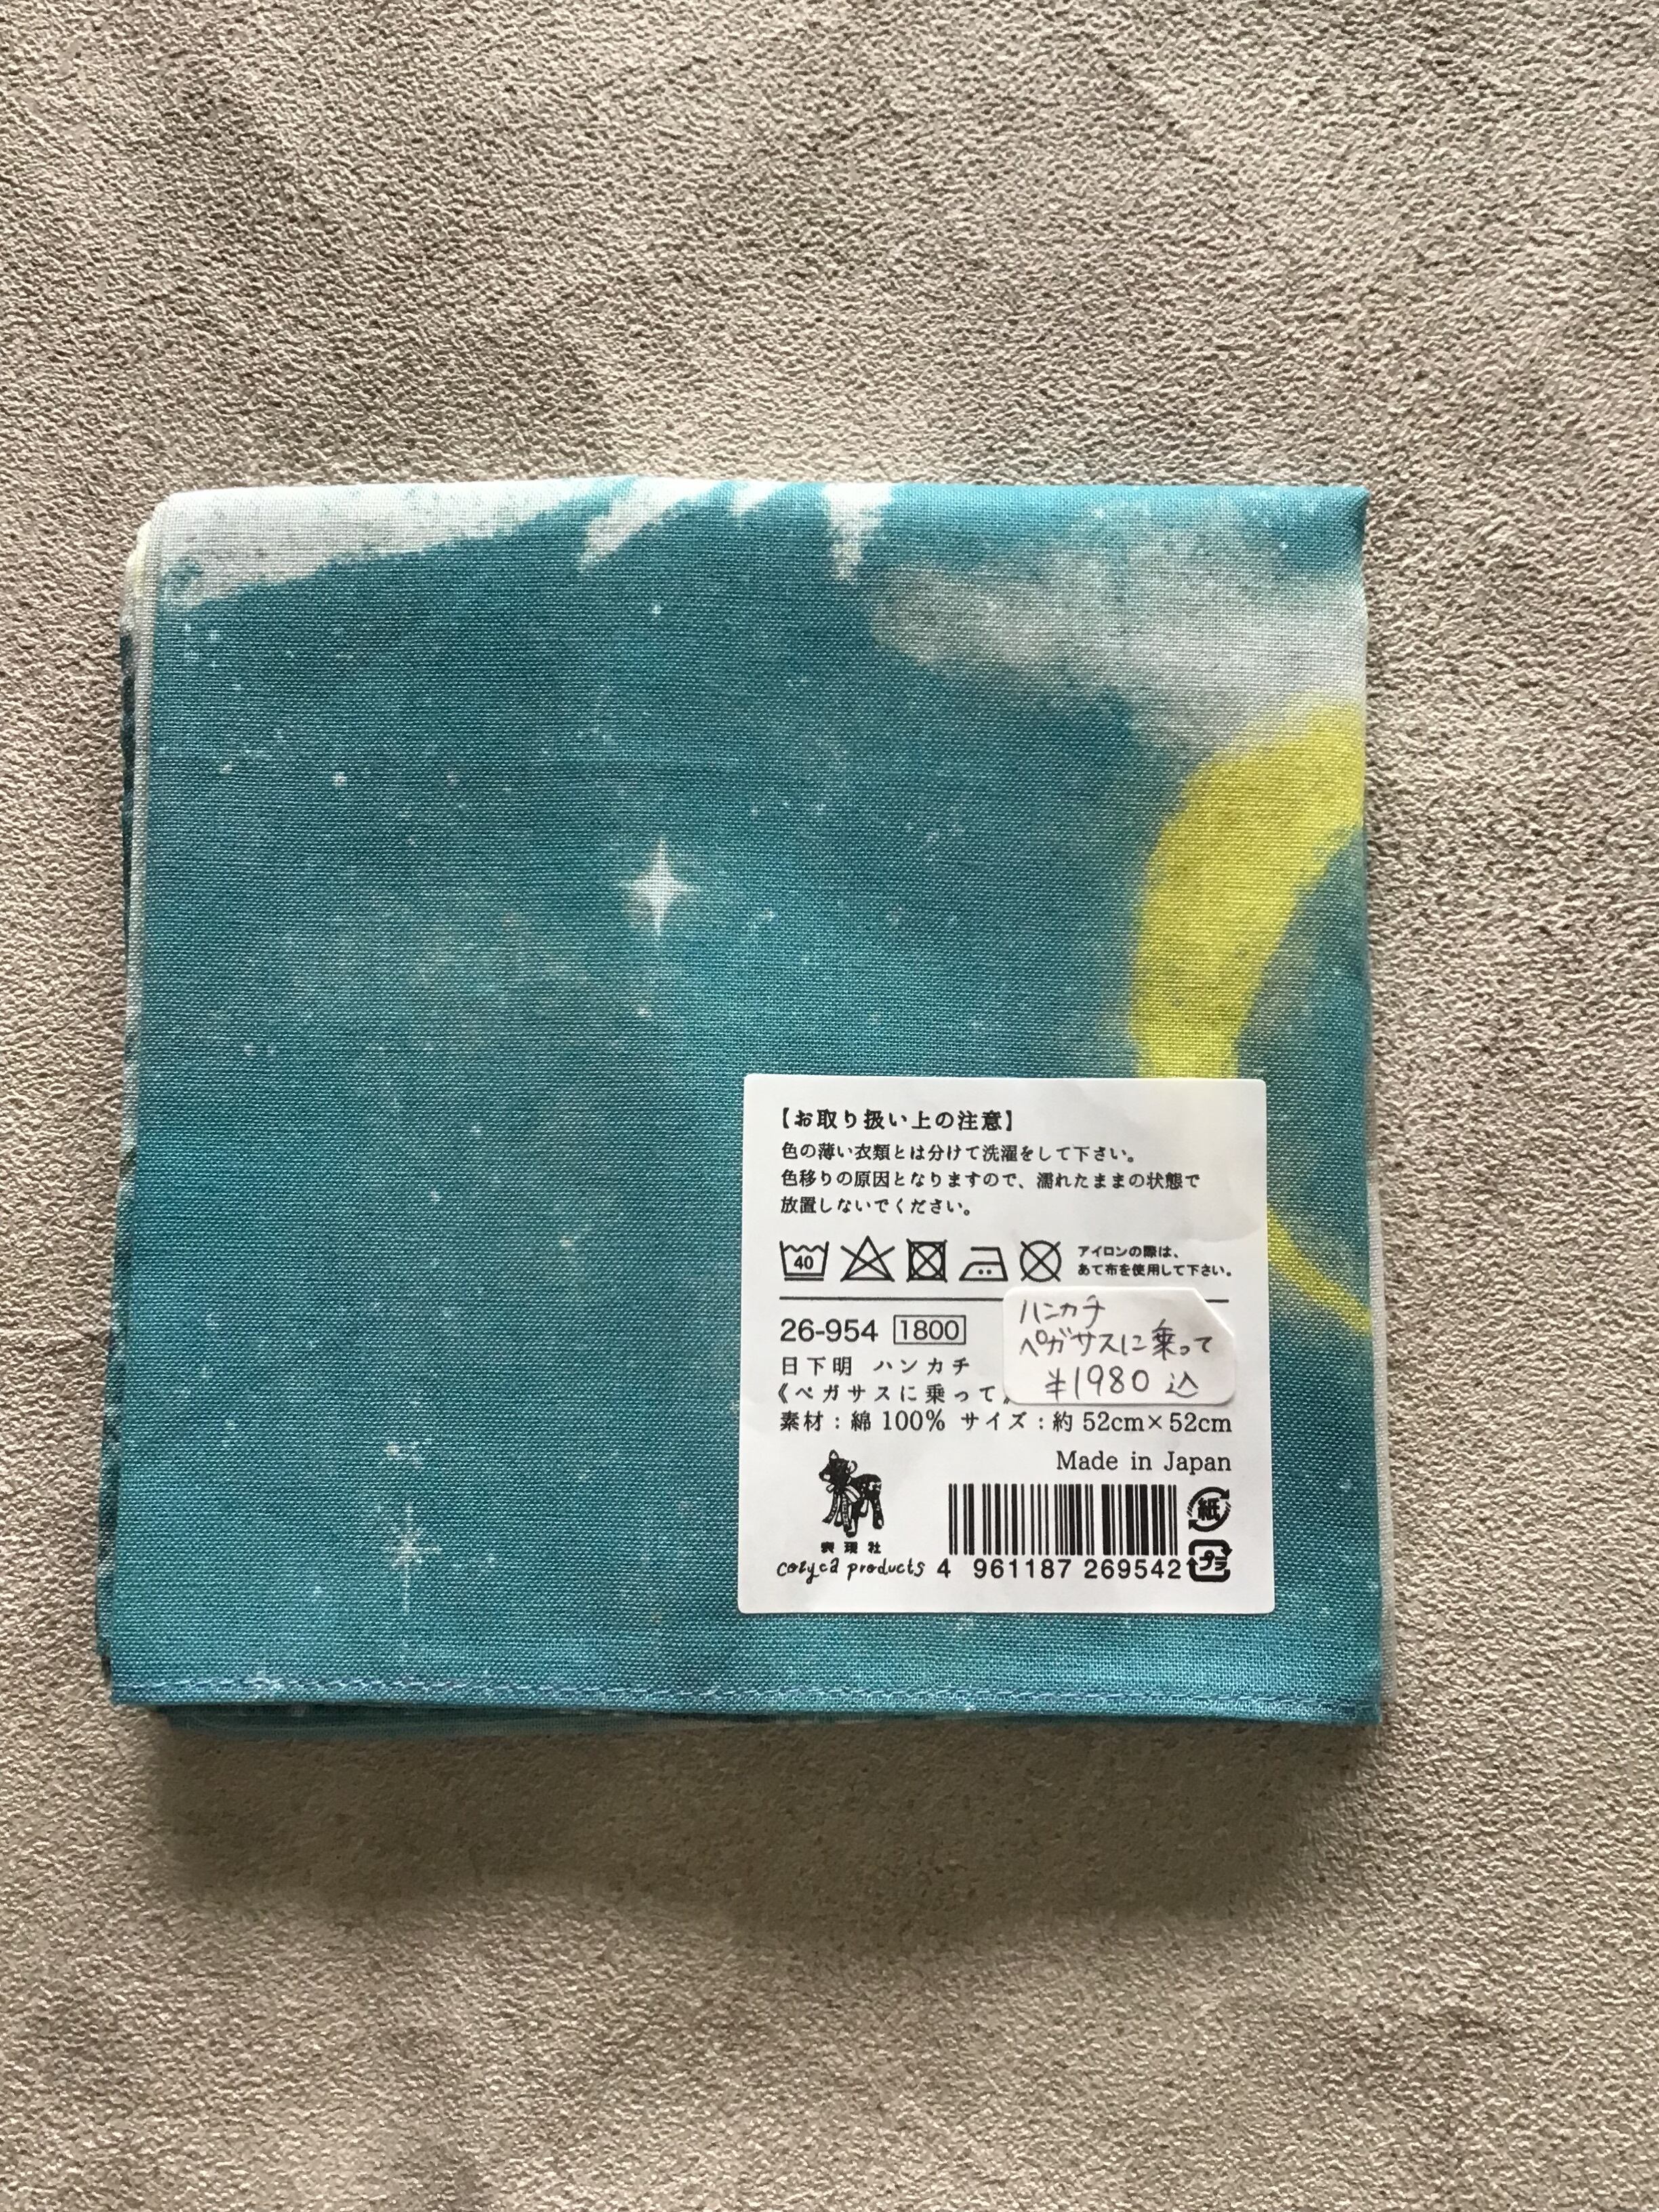 【お取り扱い上の注意】
色の薄い衣類とは分けて洗濯をして下さい。
色移りの原因となりますので、濡れたままの状態で
放置しないでください。
40
アイロンの際は、
あて布を使用して下さい。
26-954 1800
日下明 ハンカチ
《ペガサスに乗って》
ハンカチ
ペガサスに乗って
¥1980 込
素材：綿 100% サイズ：約 52cm×52cm
Made in Japan
表現社
cozyca products
4 961187 269542
紙
プラ